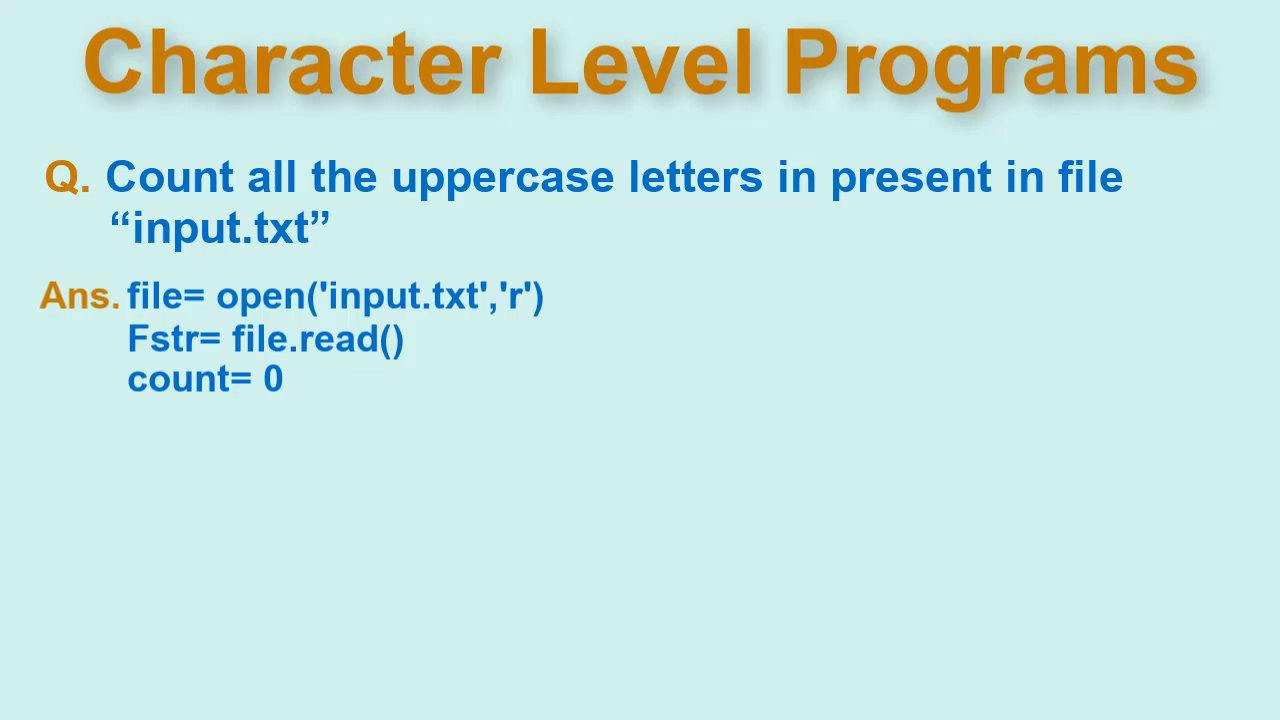 Character Level Programs
Q. Count all the uppercase letters in present in file
“input.txt”
Ans. file= open('input.txt','r')
Fstr= file.read()
count= 0